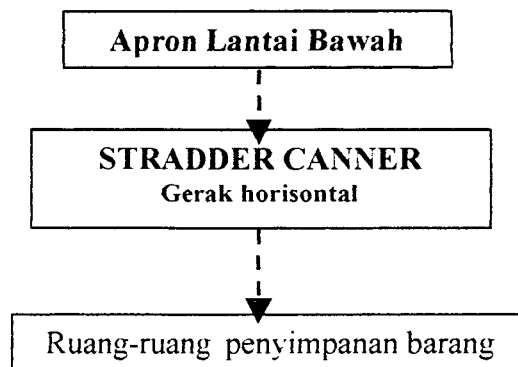 Apron Lantai Bawah
STRADDER CANNER
Gerak horisontal
Ruang-ruang penyimpanan barang